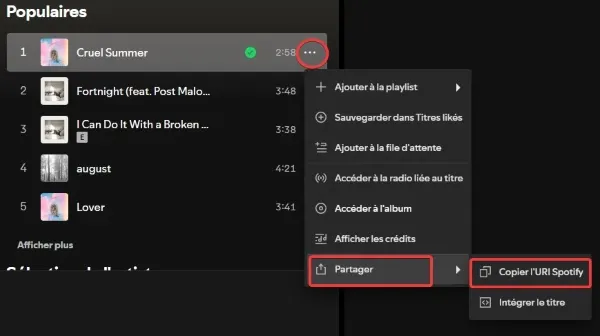 Populaires
1 Cruel Summer 2:58 ...
2 Fortnight (feat. Post Malo... 3:48
3 I Can Do It With a Broken ... 3:38
E
4 august 4:21
5 Lover 3:41
Afficher plus
Ajouter à la playlist
Sauvegarder dans Titres likés
Ajouter à la file d'attente
Accéder à la radio liée au titre
Accéder à l'album
Afficher les crédits
Partager
Copier l'URI Spotify
Intégrer le titre